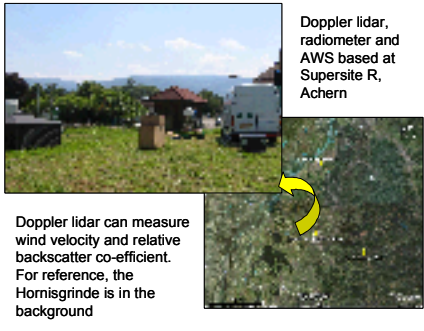 Doppler lidar,
radiometer and
AWS based at
Supersite R,
Achern
Doppler lidar can measure
wind velocity and relative
backscatter co-efficient.
For reference, the
Hornisgrinde is in the
background